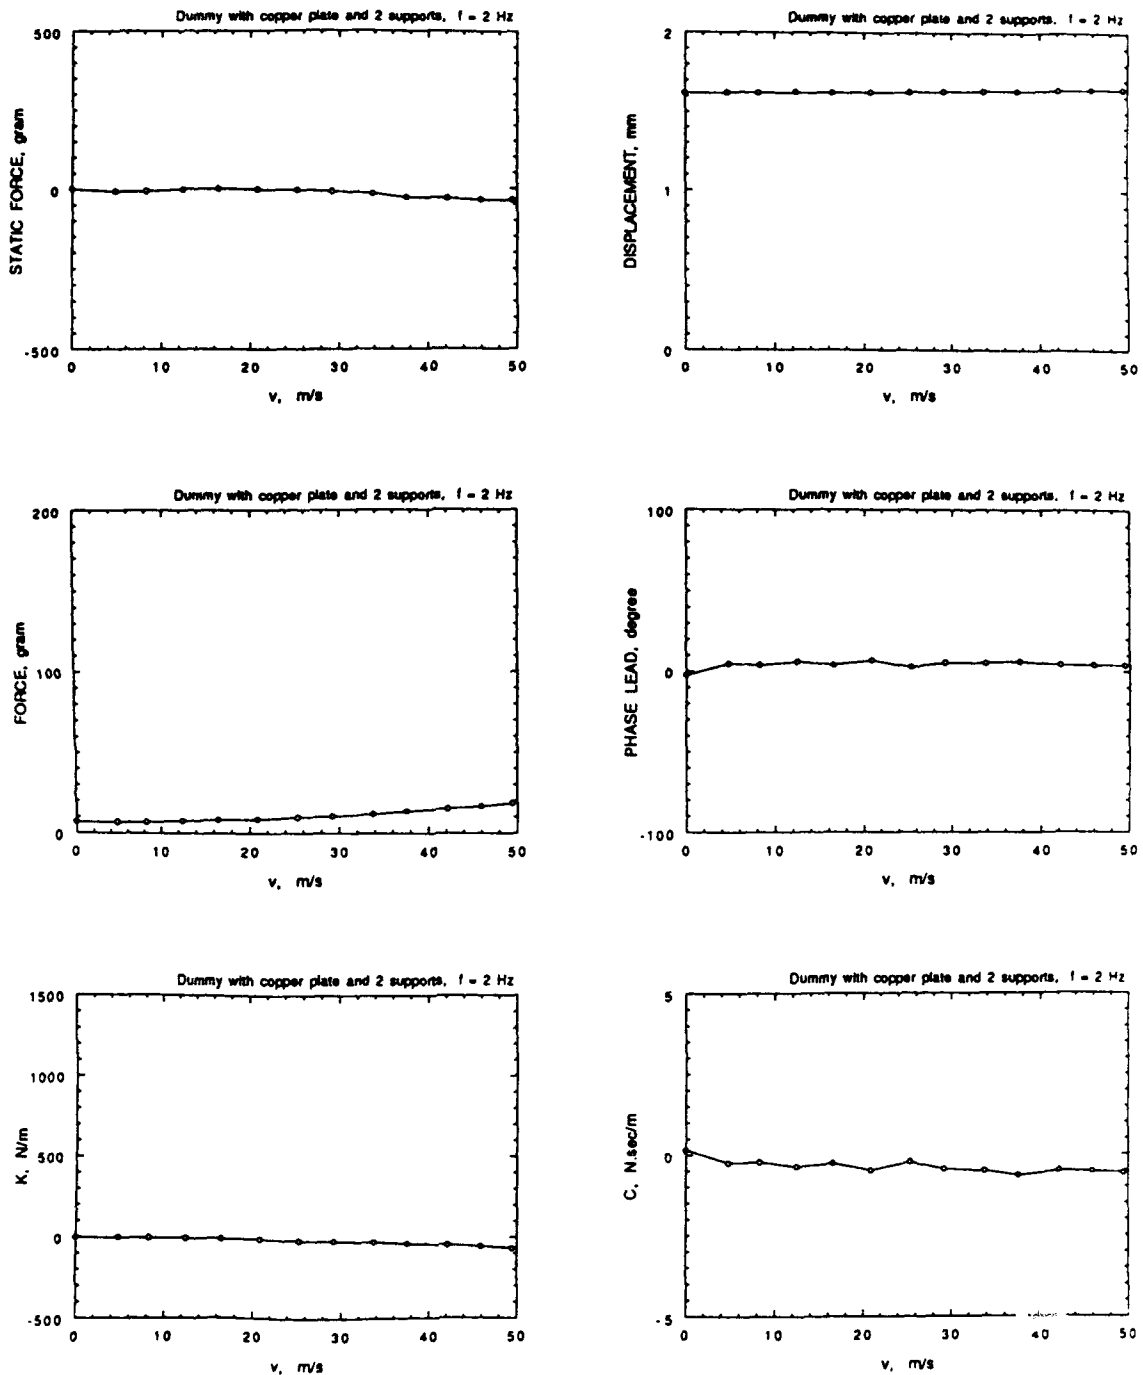 Dummy with copper plate and 2 supports, f = 2 Hz
500
0
-500
STATIC FORCE, gram
0 10 20 30 40 50
v, m/s
Dummy with copper plate and 2 supports, f = 2 Hz
2
1
0
DISPLACEMENT, mm
0 10 20 30 40 50
v, m/s
Dummy with copper plate and 2 supports, f = 2 Hz
200
100
0
FORCE, gram
0 10 20 30 40 50
v, m/s
Dummy with copper plate and 2 supports, f = 2 Hz
100
0
-100
PHASE LEAD, degree
0 10 20 30 40 50
v, m/s
Dummy with copper plate and 2 supports, f = 2 Hz
1500
1000
500
0
-500
K, N/m
0 10 20 30 40 50
v, m/s
Dummy with copper plate and 2 supports, f = 2 Hz
5
0
-5
C, N.sec/m
0 10 20 30 40 50
v, m/s